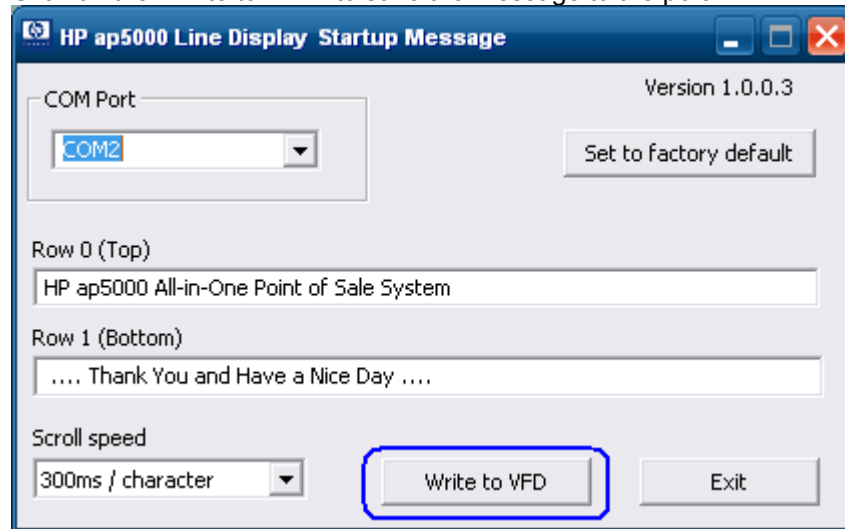 HP ap5000 Line Display Startup Message
COM Port
Version 1.0.0.3
COM2
Set to factory default
Row 0 (Top)
HP ap5000 All-in-One Point of Sale System
Row 1 (Bottom)
.... Thank You and Have a Nice Day ....
Scroll speed
300ms / character
Write to VFD
Exit